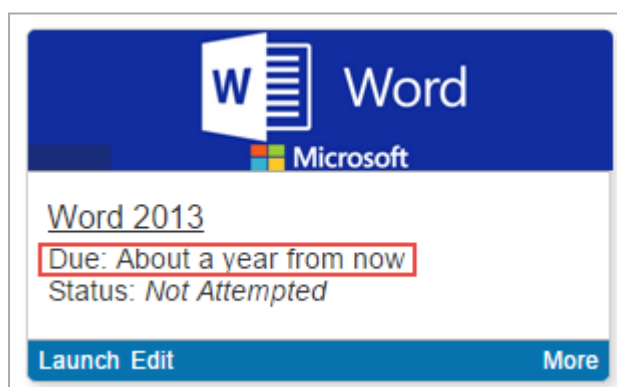 W Word
Microsoft
Word 2013
Due: About a year from now
Status: Not Attempted
Launch Edit More